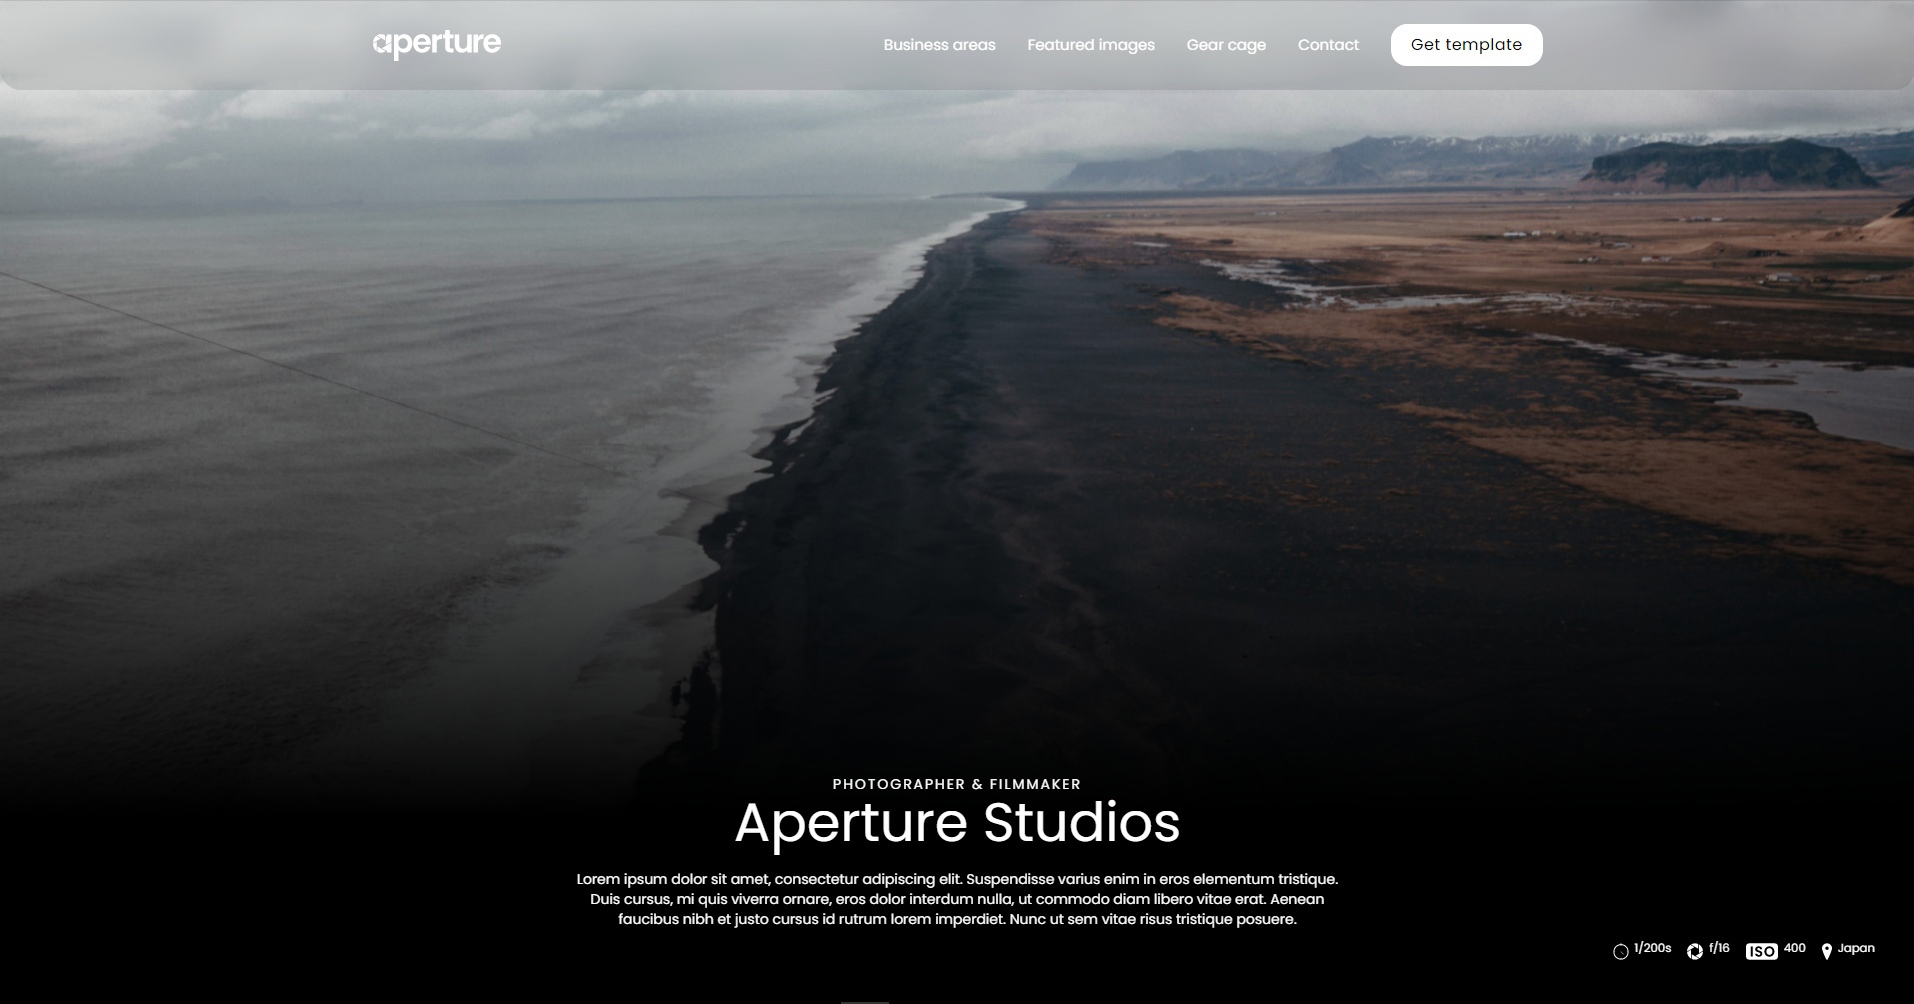 aperture
Business areas
Featured images
Gear cage
Contact
Get template
PHOTOGRAPHER & FILMMAKER
Aperture Studios
Lorem ipsum dolor sit amet, consectetur adipiscing elit. Suspendisse varius enim in eros elementum tristique.
Duis cursus, mi quis viverra ornare, eros dolor interdum nulla, ut commodo diam libero vitae erat. Aenean
faucibus nibh et justo cursus id rutrum lorem imperdiet. Nunc ut sem vitae risus tristique posuere.
1/200s
f/16
ISO 400
Japan